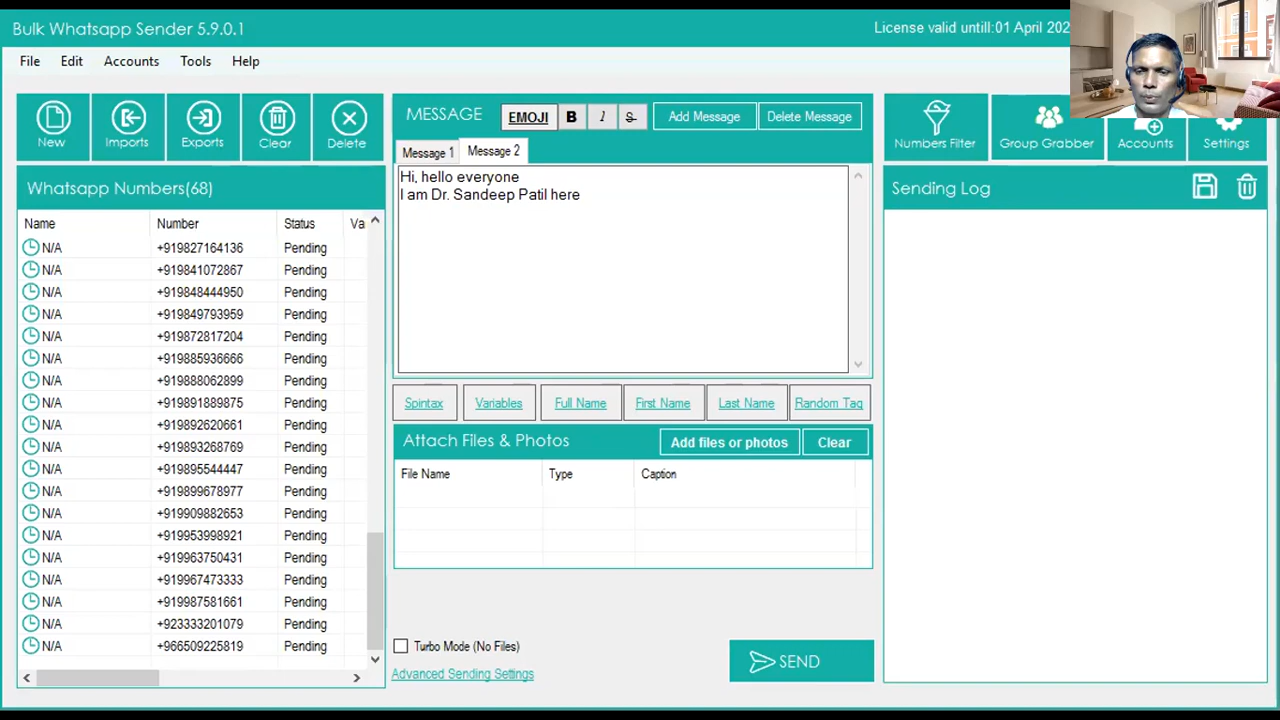 Bulk Whatsapp Sender 5.9.0.1
License valid untill:01 April 202
File Edit Accounts Tools Help
New Imports Exports Clear Delete
MESSAGE EMOJI B I S Add Message Delete Message
Numbers Filter Group Grabber Accounts Settings
Message 1 Message 2
Whatsapp Numbers(68)
Sending Log
Name Number Status Va
N/A +919827164136 Pending
N/A +919841072867 Pending
N/A +919848444950 Pending
N/A +919849793959 Pending
N/A +919872817204 Pending
N/A +919885936666 Pending
N/A +919888062899 Pending
N/A +919891889875 Pending
N/A +919892620661 Pending
N/A +919893268769 Pending
N/A +919895544447 Pending
N/A +919899678977 Pending
N/A +919909882653 Pending
N/A +919953998921 Pending
N/A +919963750431 Pending
N/A +919967473333 Pending
N/A +919987581661 Pending
N/A +923333201079 Pending
N/A +966509225819 Pending
Hi, hello everyone
I am Dr. Sandeep Patil here
Spintax Variables Full Name First Name Last Name Random Tag
Attach Files & Photos Add files or photos Clear
File Name Type Caption
Turbo Mode (No Files)
Advanced Sending Settings
SEND